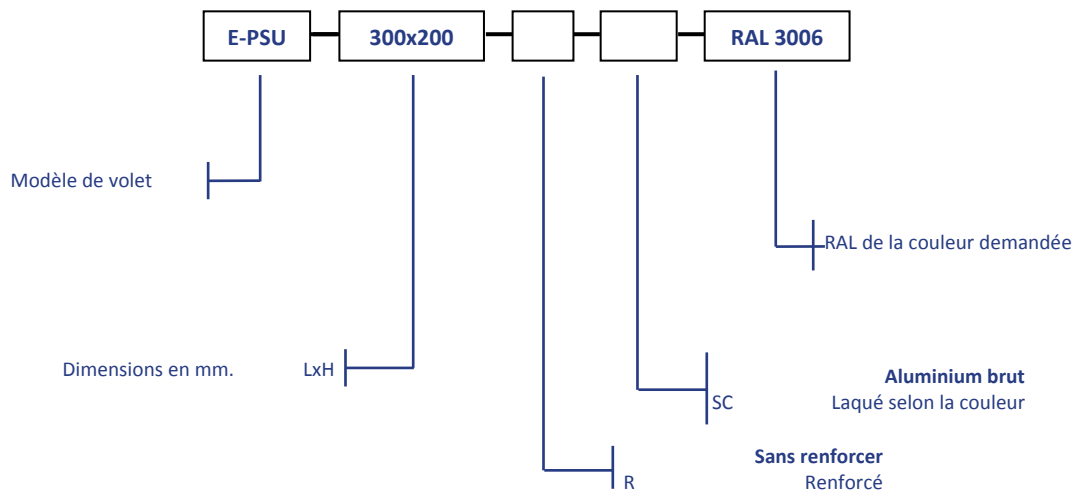 E-PSU 300x200 RAL 3006
Modèle de volet
RAL de la couleur demandée
Dimensions en mm. LxH
Aluminium brut
SC Laqué selon la couleur
Sans renforcer
R Renforcé